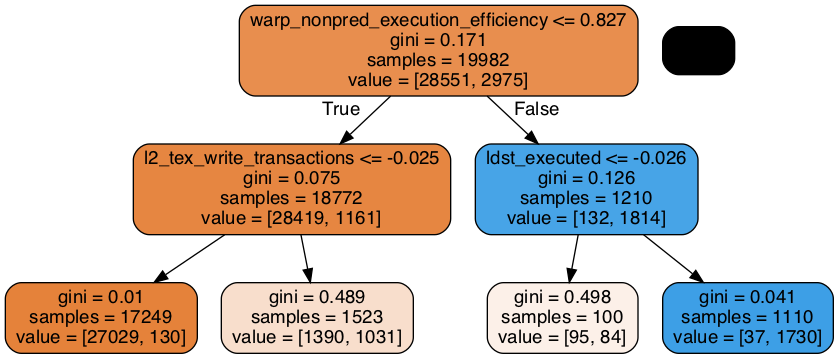 warp_nonpred_execution_efficiency <= 0.827
gini = 0.171
samples = 19982
value = [28551, 2975]
True
False
l2_tex_write_transactions <= -0.025
gini = 0.075
samples = 18772
value = [28419, 1161]
ldst_executed <= -0.026
gini = 0.126
samples = 1210
value = [132, 1814]
gini = 0.01
samples = 17249
value = [27029, 130]
gini = 0.489
samples = 1523
value = [1390, 1031]
gini = 0.498
samples = 100
value = [95, 84]
gini = 0.041
samples = 1110
value = [37, 1730]